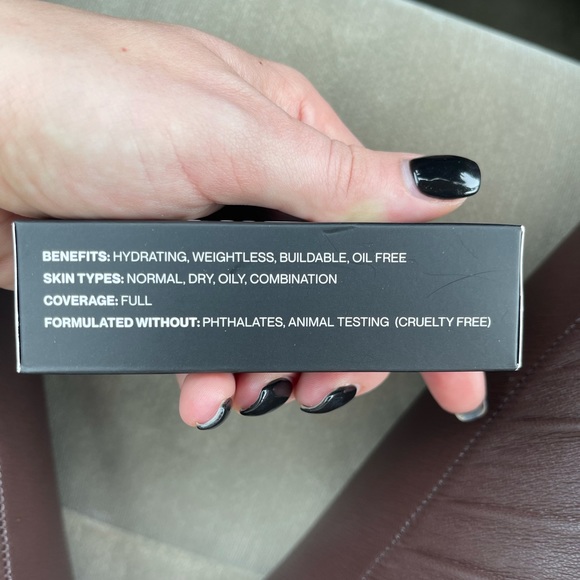 BENEFITS: HYDRATING, WEIGHTLESS, BUILDABLE, OIL FREE
SKIN TYPES: NORMAL, DRY, OILY, COMBINATION
COVERAGE: FULL
FORMULATED WITHOUT: PHTHALATES, ANIMAL TESTING (CRUELTY FREE)